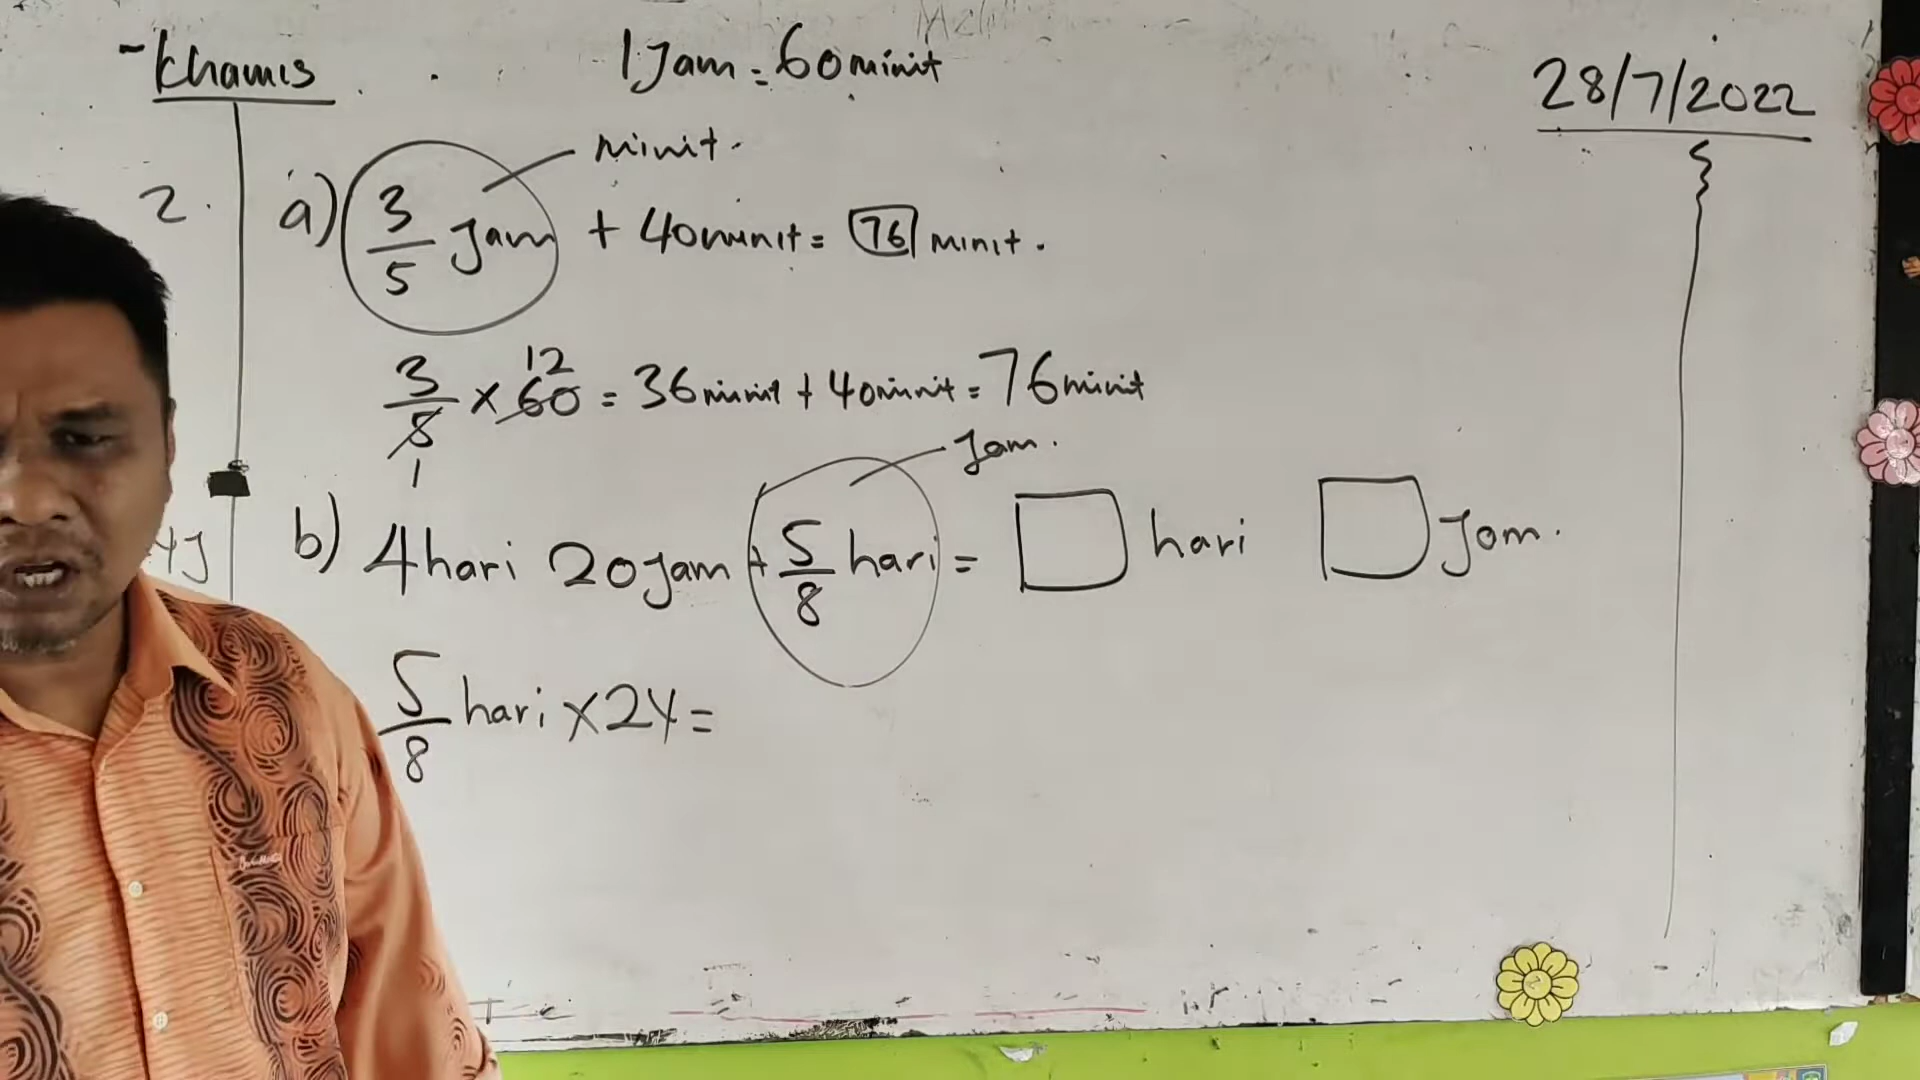 Khamis
1 Jam = 60 minit
28/7/2022
minit.
2.
a) 3/5 Jam + 40 minit = 76 minit.
12
3/5 x 60 = 36 minit + 40 minit = 76 minit
1
Jam.
b) 4 hari 20 jam + 5/8 hari = hari Jam.
5/8 hari x 24 =